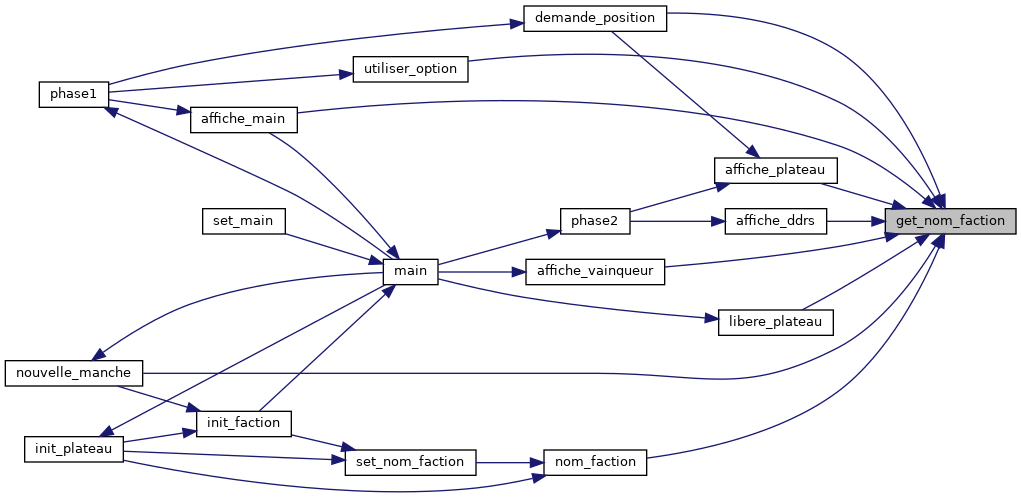 demande_position
utiliser_option
phase1
affiche_main
affiche_plateau
set_main
phase2
affiche_ddrs
get_nom_faction
main
affiche_vainqueur
libere_plateau
nouvelle_manche
init_faction
init_plateau
set_nom_faction
nom_faction